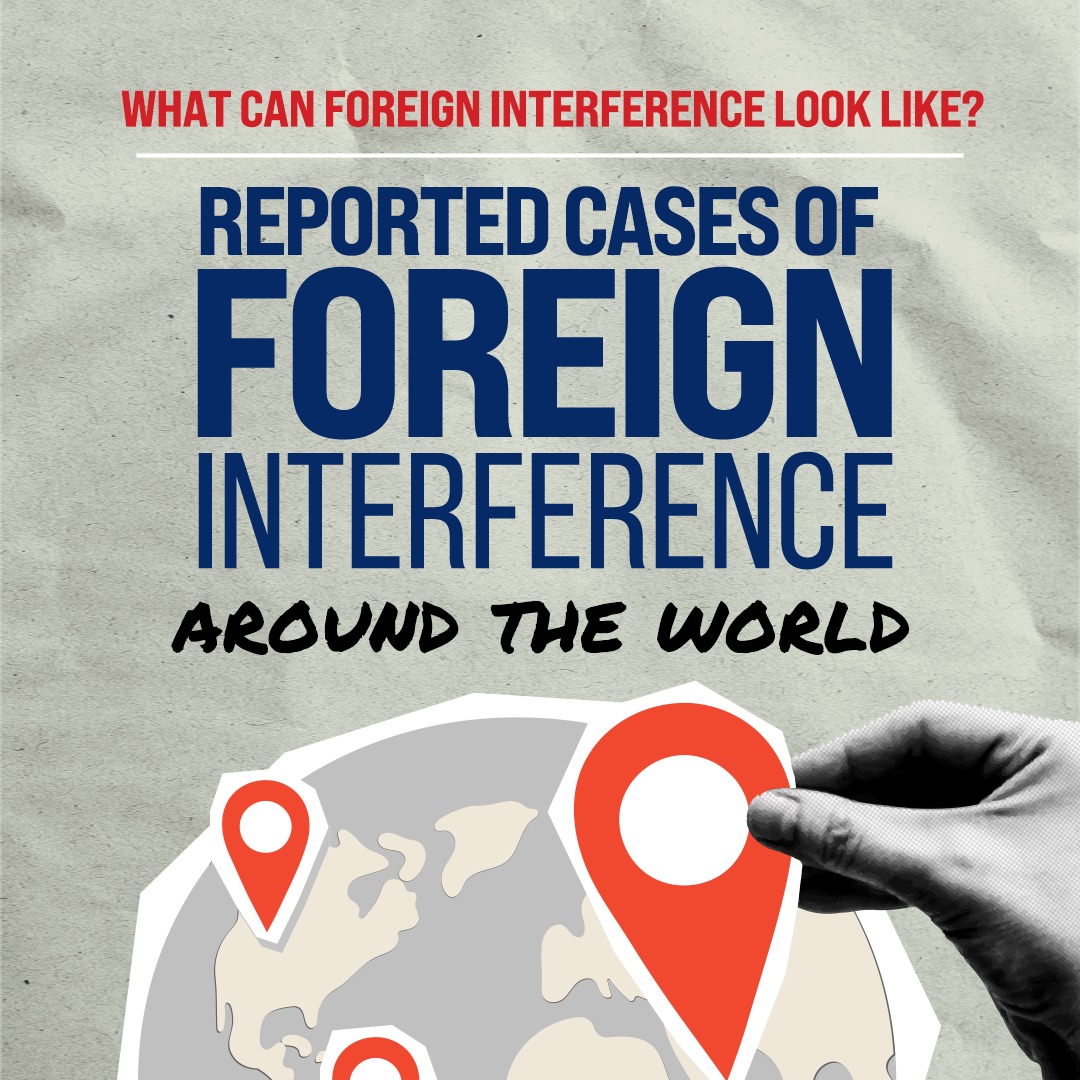 WHAT CAN FOREIGN INTERFERENCE LOOK LIKE?
REPORTED CASES OF
FOREIGN
INTERFERENCE
AROUND THE WORLD